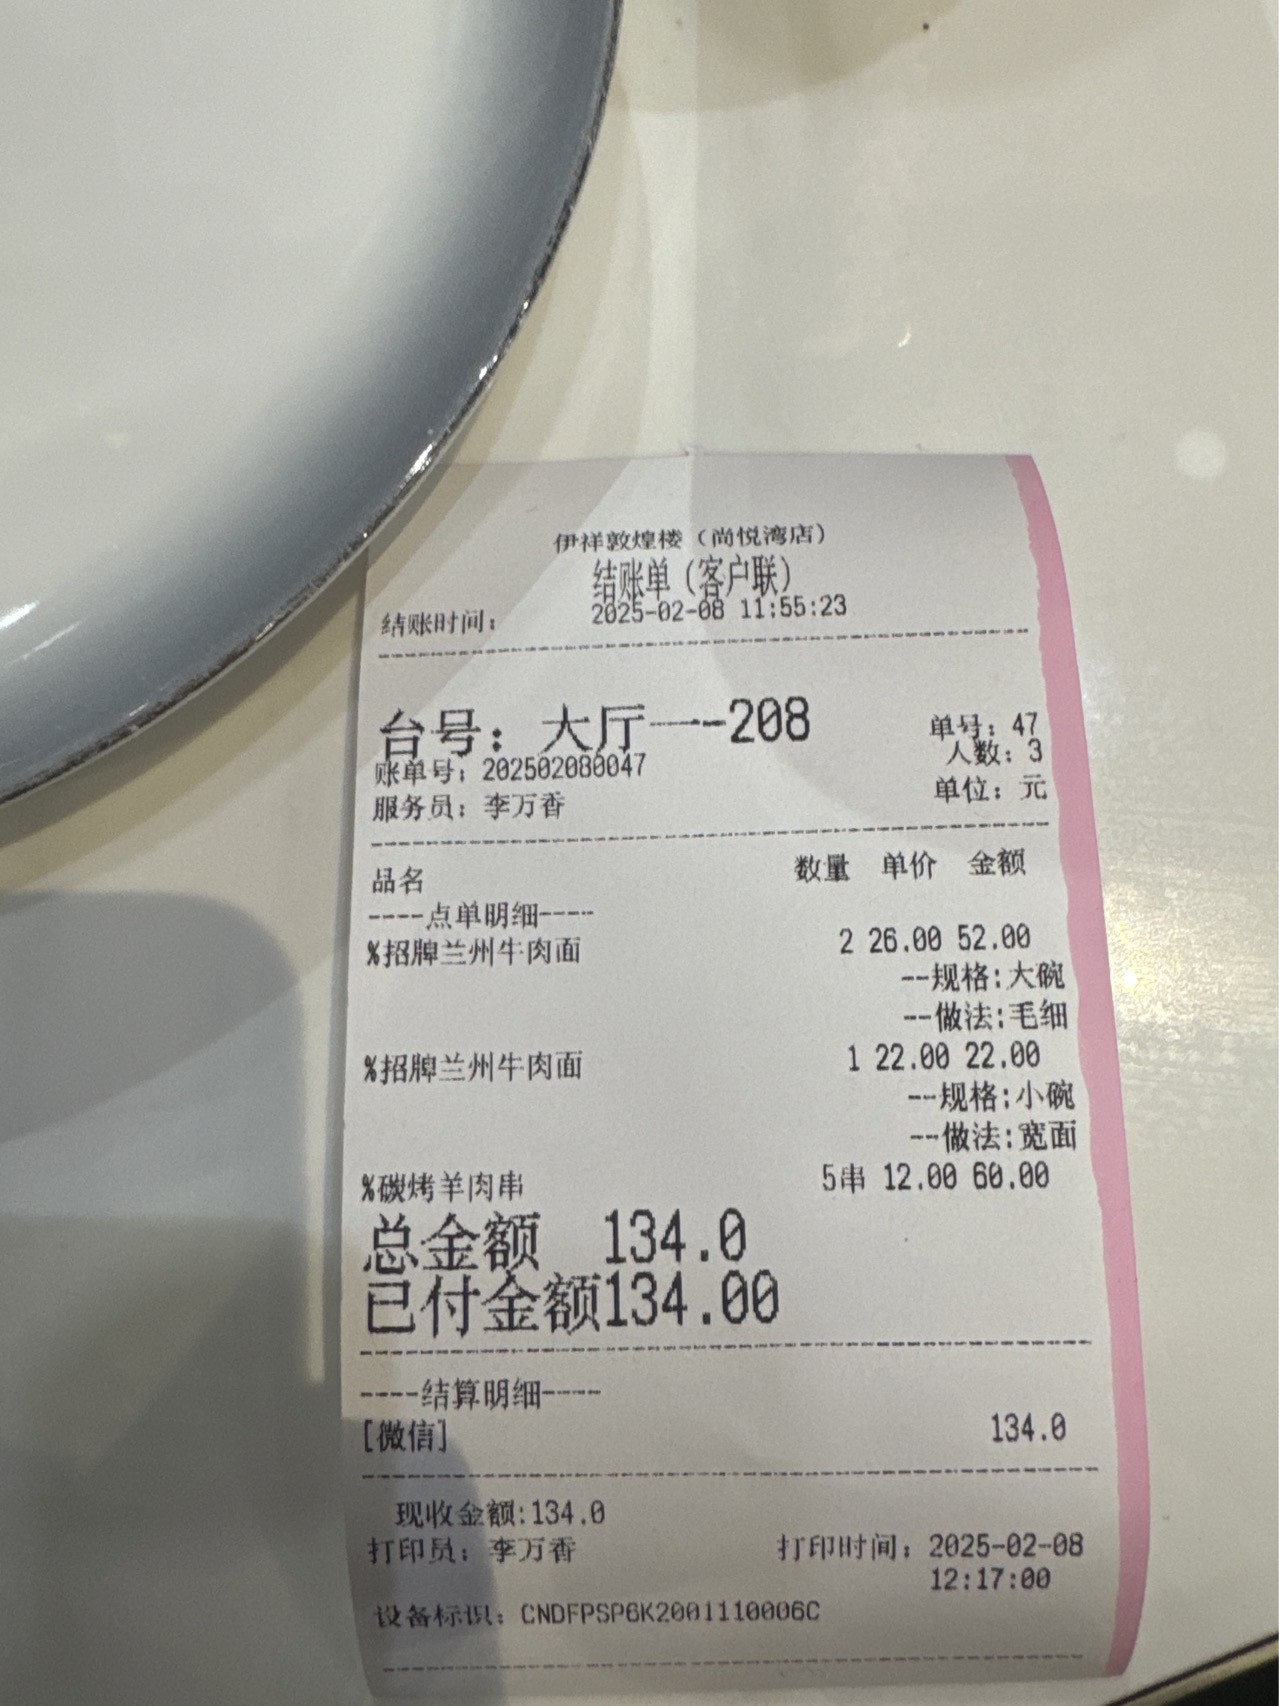 伊祥敦煌楼（尚悦湾店）
结账单（客户联）
结账时间： 2025-02-08 11:55:23
台号： 大厅——208
单号：47
账单号：202502080047 人数：3
服务员：李万香 单位：元
品名 数量 单价 金额
----点单明细----
%招牌兰州牛肉面 2 26.00 52.00
--规格:大碗
--做法:毛细
%招牌兰州牛肉面 1 22.00 22.00
--规格:小碗
--做法:宽面
%碳烤羊肉串 5串 12.00 60.00
总金额 134.0
已付金额134.00
----结算明细----
[微信] 134.0
现收金额:134.0
打印员：李万香 打印时间：2025-02-08
12:17:00
设备标识：CNDFPSP6K2001110006C